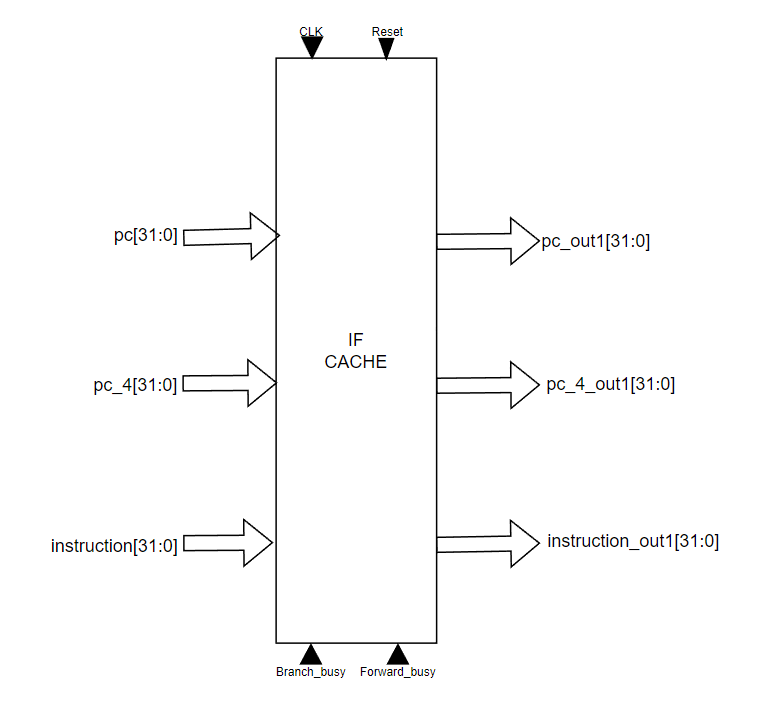 CLK
Reset
pc[31:0]
pc_out1[31:0]
IF
CACHE
pc_4[31:0]
pc_4_out1[31:0]
instruction[31:0]
instruction_out1[31:0]
Branch_busy
Forward_busy